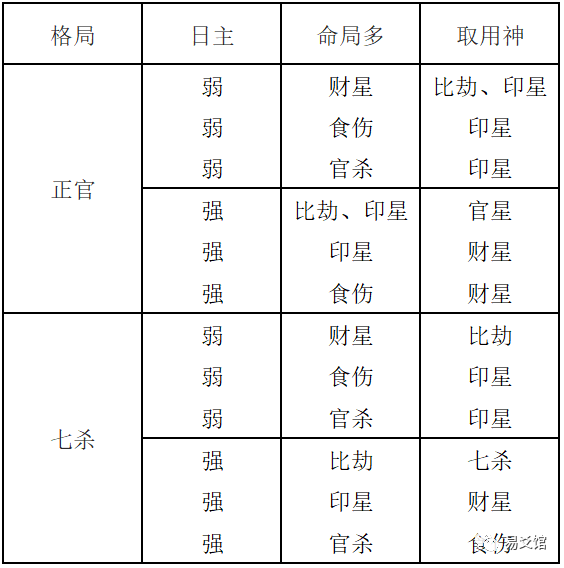 格局 日主 命局多 取用神
弱 财星 比劫、印星
弱 食伤 印星
弱 官杀 印星
正官
强 比劫、印星 官星
强 印星 财星
强 食伤 财星
弱 财星 比劫
弱 食伤 印星
弱 官杀 印星
七杀
强 比劫 七杀
强 印星 财星
强 官杀 食伤
易爻馆